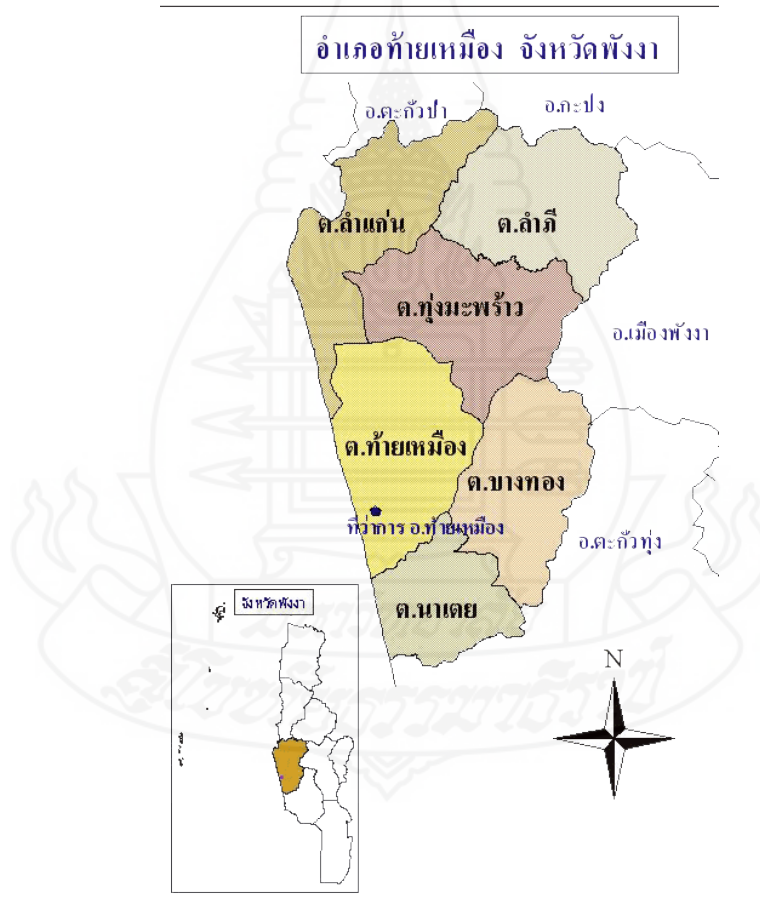 อำเภอท้ายเหมือง จังหวัดพังงา
อ.ตะกั่วป่า
อ.กะปง
ต.ลำแก่น
ต.ลำภี
ต.ทุ่งมะพร้าว
อ.เมืองพังงา
ต.ท้ายเหมือง
ต.บางทอง
ที่ว่าการ อ.ท้ายเหมือง
อ.ตะกั่วทุ่ง
จังหวัดพังงา
ต.นาเตย
N